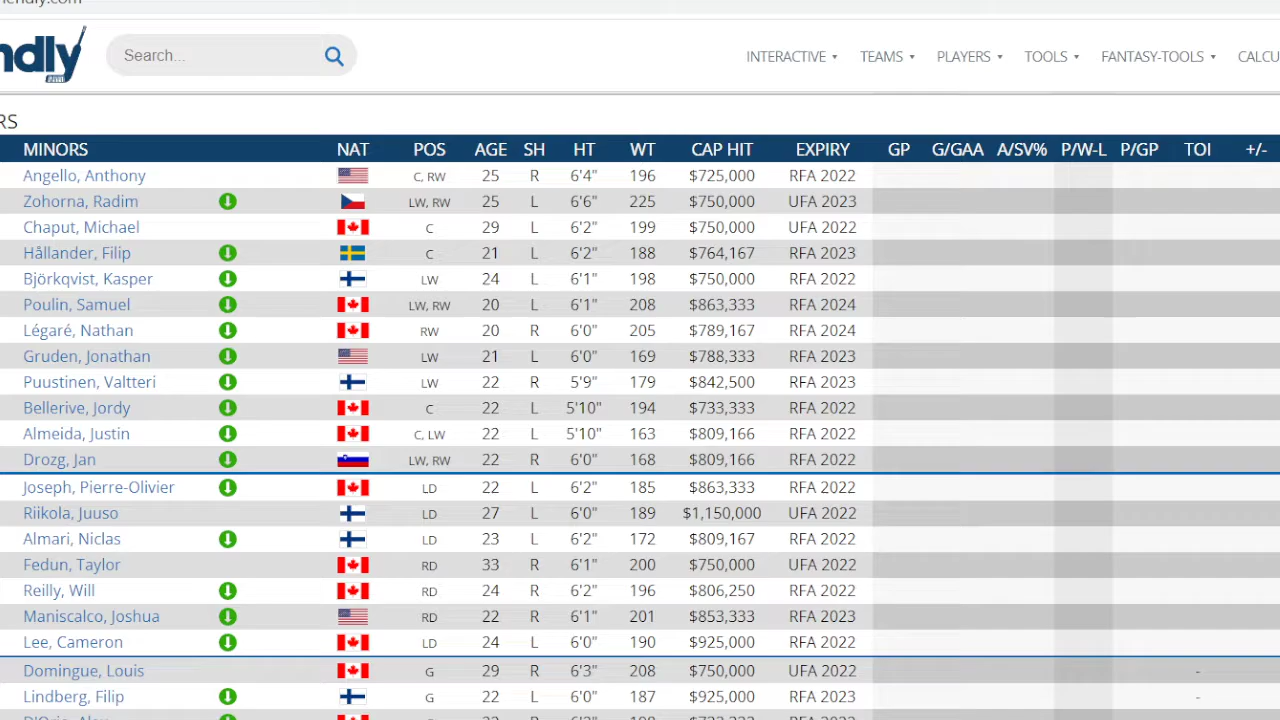 ndly
Search...
INTERACTIVE TEAMS PLAYERS TOOLS FANTASY-TOOLS CALCU
RS
MINORS NAT POS AGE SH HT WT CAP HIT EXPIRY GP G/GAA A/SV% P/W-L P/GP TOI +/-
Angello, Anthony C, RW 25 R 6'4" 196 $725,000 RFA 2022
Zohorna, Radim LW, RW 25 L 6'6" 225 $750,000 UFA 2023
Chaput, Michael C 29 L 6'2" 199 $750,000 UFA 2022
Hållander, Filip C 21 L 6'2" 188 $764,167 RFA 2023
Björkqvist, Kasper LW 24 L 6'1" 198 $750,000 RFA 2022
Poulin, Samuel LW, RW 20 L 6'1" 208 $863,333 RFA 2024
Légaré, Nathan RW 20 R 6'0" 205 $789,167 RFA 2024
Gruden, Jonathan LW 21 L 6'0" 169 $788,333 RFA 2023
Puustinen, Valtteri LW 22 R 5'9" 179 $842,500 RFA 2023
Bellerive, Jordy C 22 L 5'10" 194 $733,333 RFA 2022
Almeida, Justin C, LW 22 L 5'10" 163 $809,166 RFA 2022
Drozg, Jan LW, RW 22 R 6'0" 168 $809,166 RFA 2022
Joseph, Pierre-Olivier LD 22 L 6'2" 185 $863,333 RFA 2022
Riikola, Juuso LD 27 L 6'0" 189 $1,150,000 UFA 2022
Almari, Niclas LD 23 L 6'2" 172 $809,167 RFA 2022
Fedun, Taylor RD 33 R 6'1" 200 $750,000 UFA 2022
Reilly, Will RD 24 R 6'2" 196 $806,250 RFA 2022
Maniscalco, Joshua RD 22 R 6'1" 201 $853,333 RFA 2023
Lee, Cameron LD 24 L 6'0" 190 $925,000 RFA 2022
Domingue, Louis G 29 R 6'3" 208 $750,000 UFA 2022 -
Lindberg, Filip G 22 L 6'0" 187 $925,000 RFA 2023 -